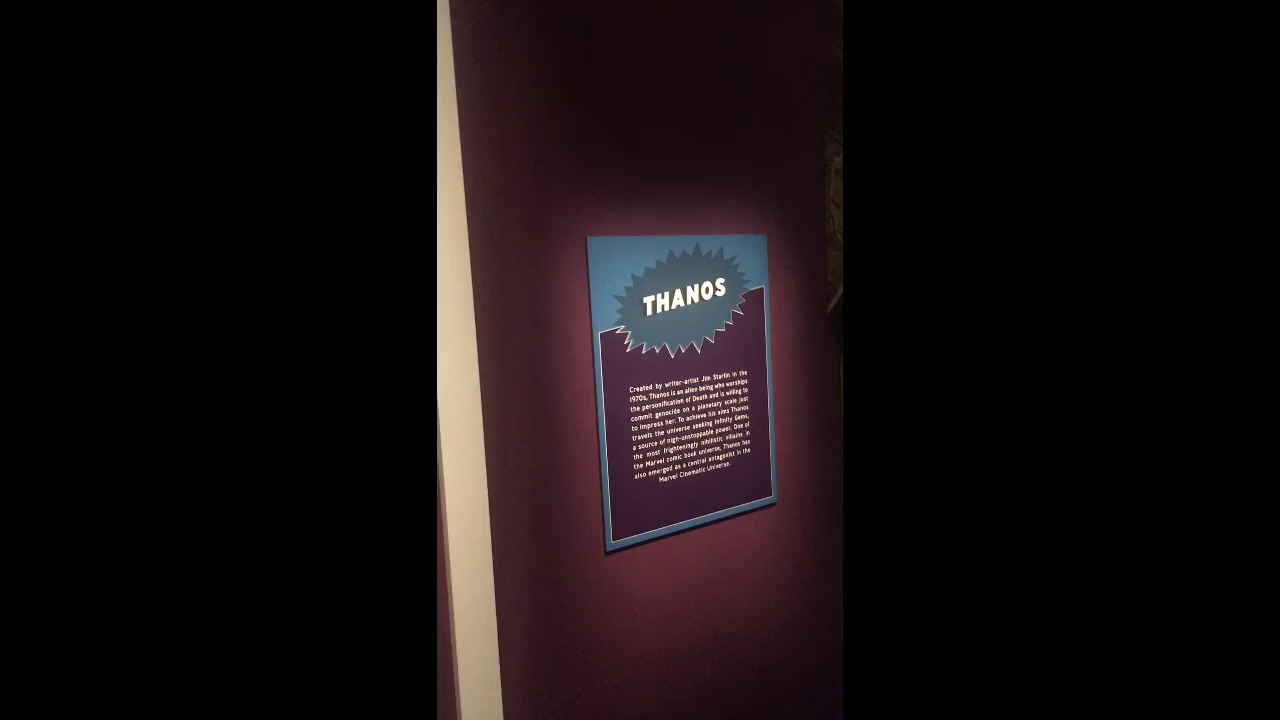 THANOS
Created by writer-artist Jim Starlin in the
1970s, Thanos is an alien being who worships
the personification of Death and is willing to
commit genocide on a planetary scale just
to impress her. To achieve his aims Thanos
travels the universe seeking Infinity Gems,
a source of nigh-unstoppable power. One of
the most frighteningly nihilistic villains in
the Marvel comic book universe, Thanos has
also emerged as a central antagonist in the
Marvel Cinematic Universe.